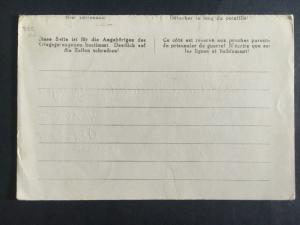 Hier abtrennen!
Détacher le long du pointillé!
Diese Seite ist für die Angehörigen des
Kriegsgefangenen bestimmt. Deutlich auf
die Zeilen schreiben!
Ce côté est réservé aux proches parents
du prisonnier de guerre! N'écrire que sur
les lignes et lisiblement!